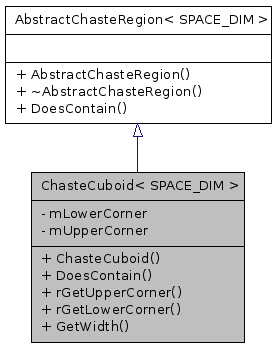 AbstractChasteRegion< SPACE_DIM >
+ AbstractChasteRegion()
+ ~AbstractChasteRegion()
+ DoesContain()
ChasteCuboid< SPACE_DIM >
- mLowerCorner
- mUpperCorner
+ ChasteCuboid()
+ DoesContain()
+ rGetUpperCorner()
+ rGetLowerCorner()
+ GetWidth()